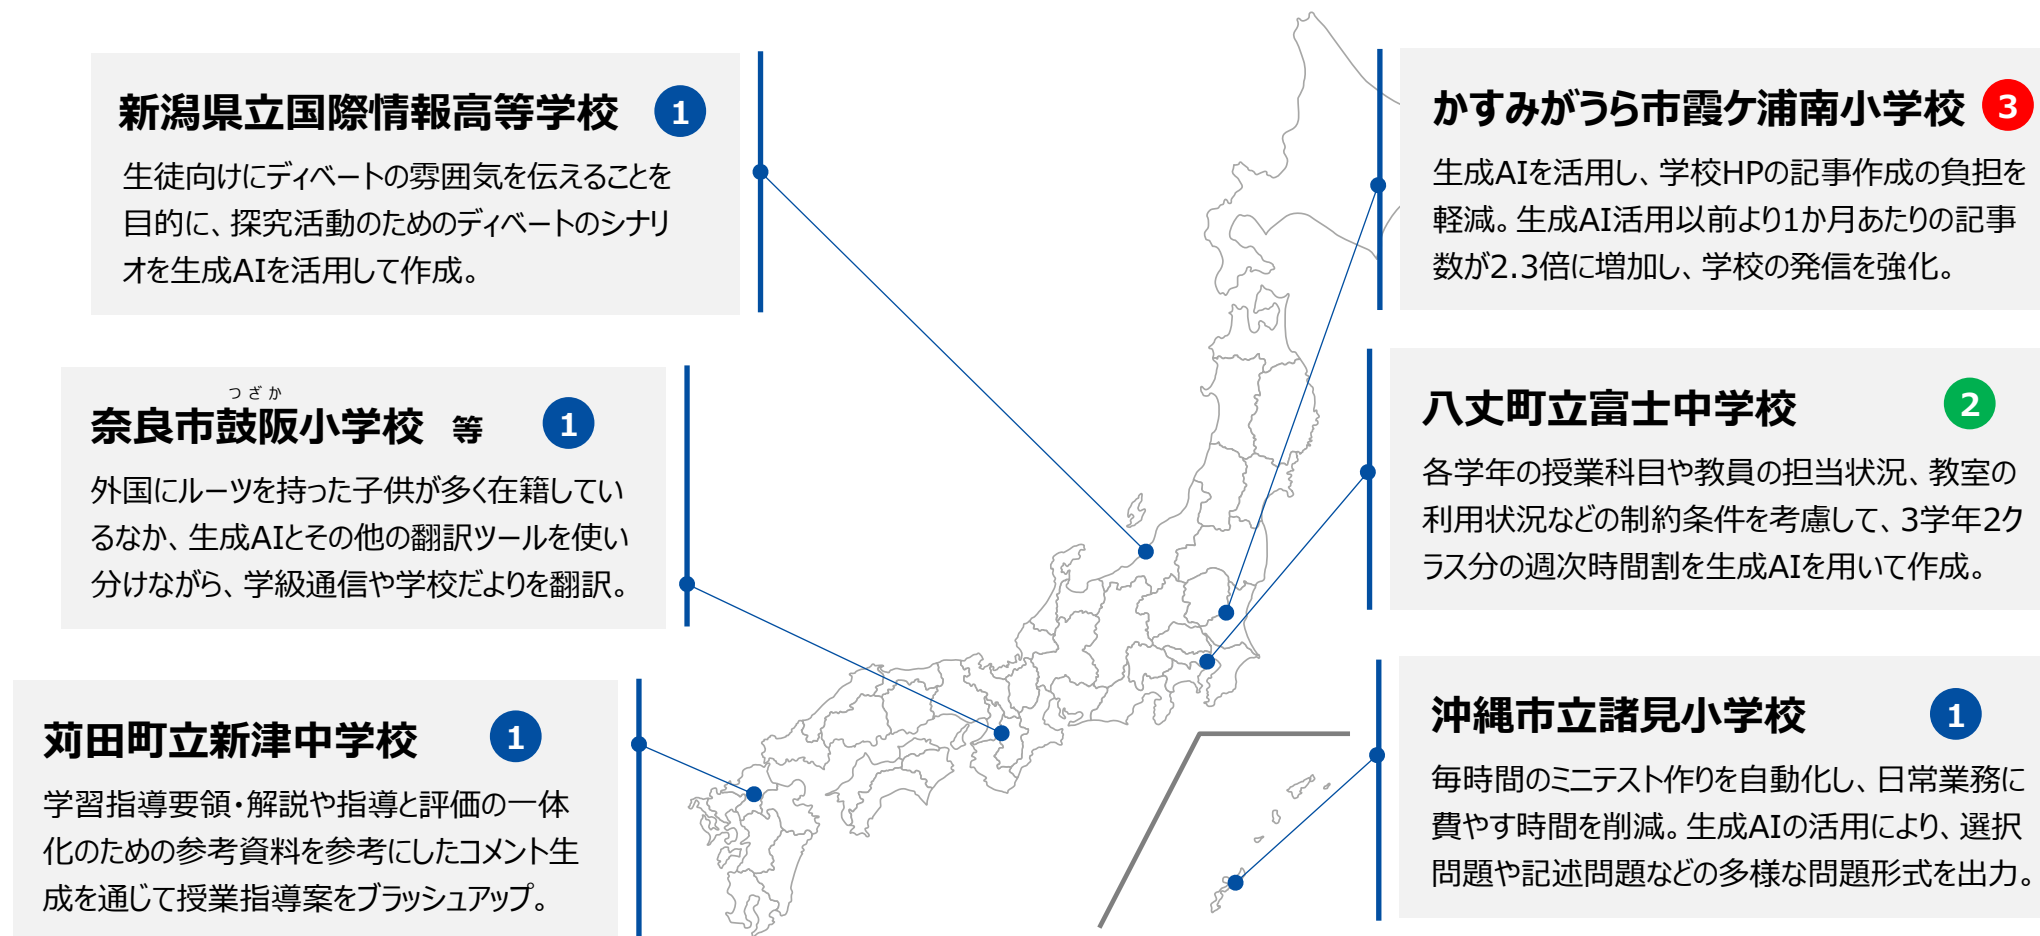 新潟県立国際情報高等学校 1
生徒向けにディベートの雰囲気を伝えることを
目的に、探究活動のためのディベートのシナリ
オを生成AIを活用して作成。
つざか
奈良市鼓阪小学校 等 1
外国にルーツを持った子供が多く在籍してい
るなか、生成AIとその他の翻訳ツールを使い
分けながら、学級通信や学校だよりを翻訳。
苅田町立新津中学校 1
学習指導要領・解説や指導と評価の一体
化のための参考資料を参考にしたコメント生
成を通じて授業指導案をブラッシュアップ。
かすみがうら市霞ケ浦南小学校 3
生成AIを活用し、学校HPの記事作成の負担を
軽減。生成AI活用以前より1か月あたりの記事
数が2.3倍に増加し、学校の発信を強化。
八丈町立富士中学校 2
各学年の授業科目や教員の担当状況、教室の
利用状況などの制約条件を考慮して、3学年2ク
ラス分の週次時間割を生成AIを用いて作成。
沖縄市立諸見小学校 1
毎時間のミニテスト作りを自動化し、日常業務に
費やす時間を削減。生成AIの活用により、選択
問題や記述問題などの多様な問題形式を出力。